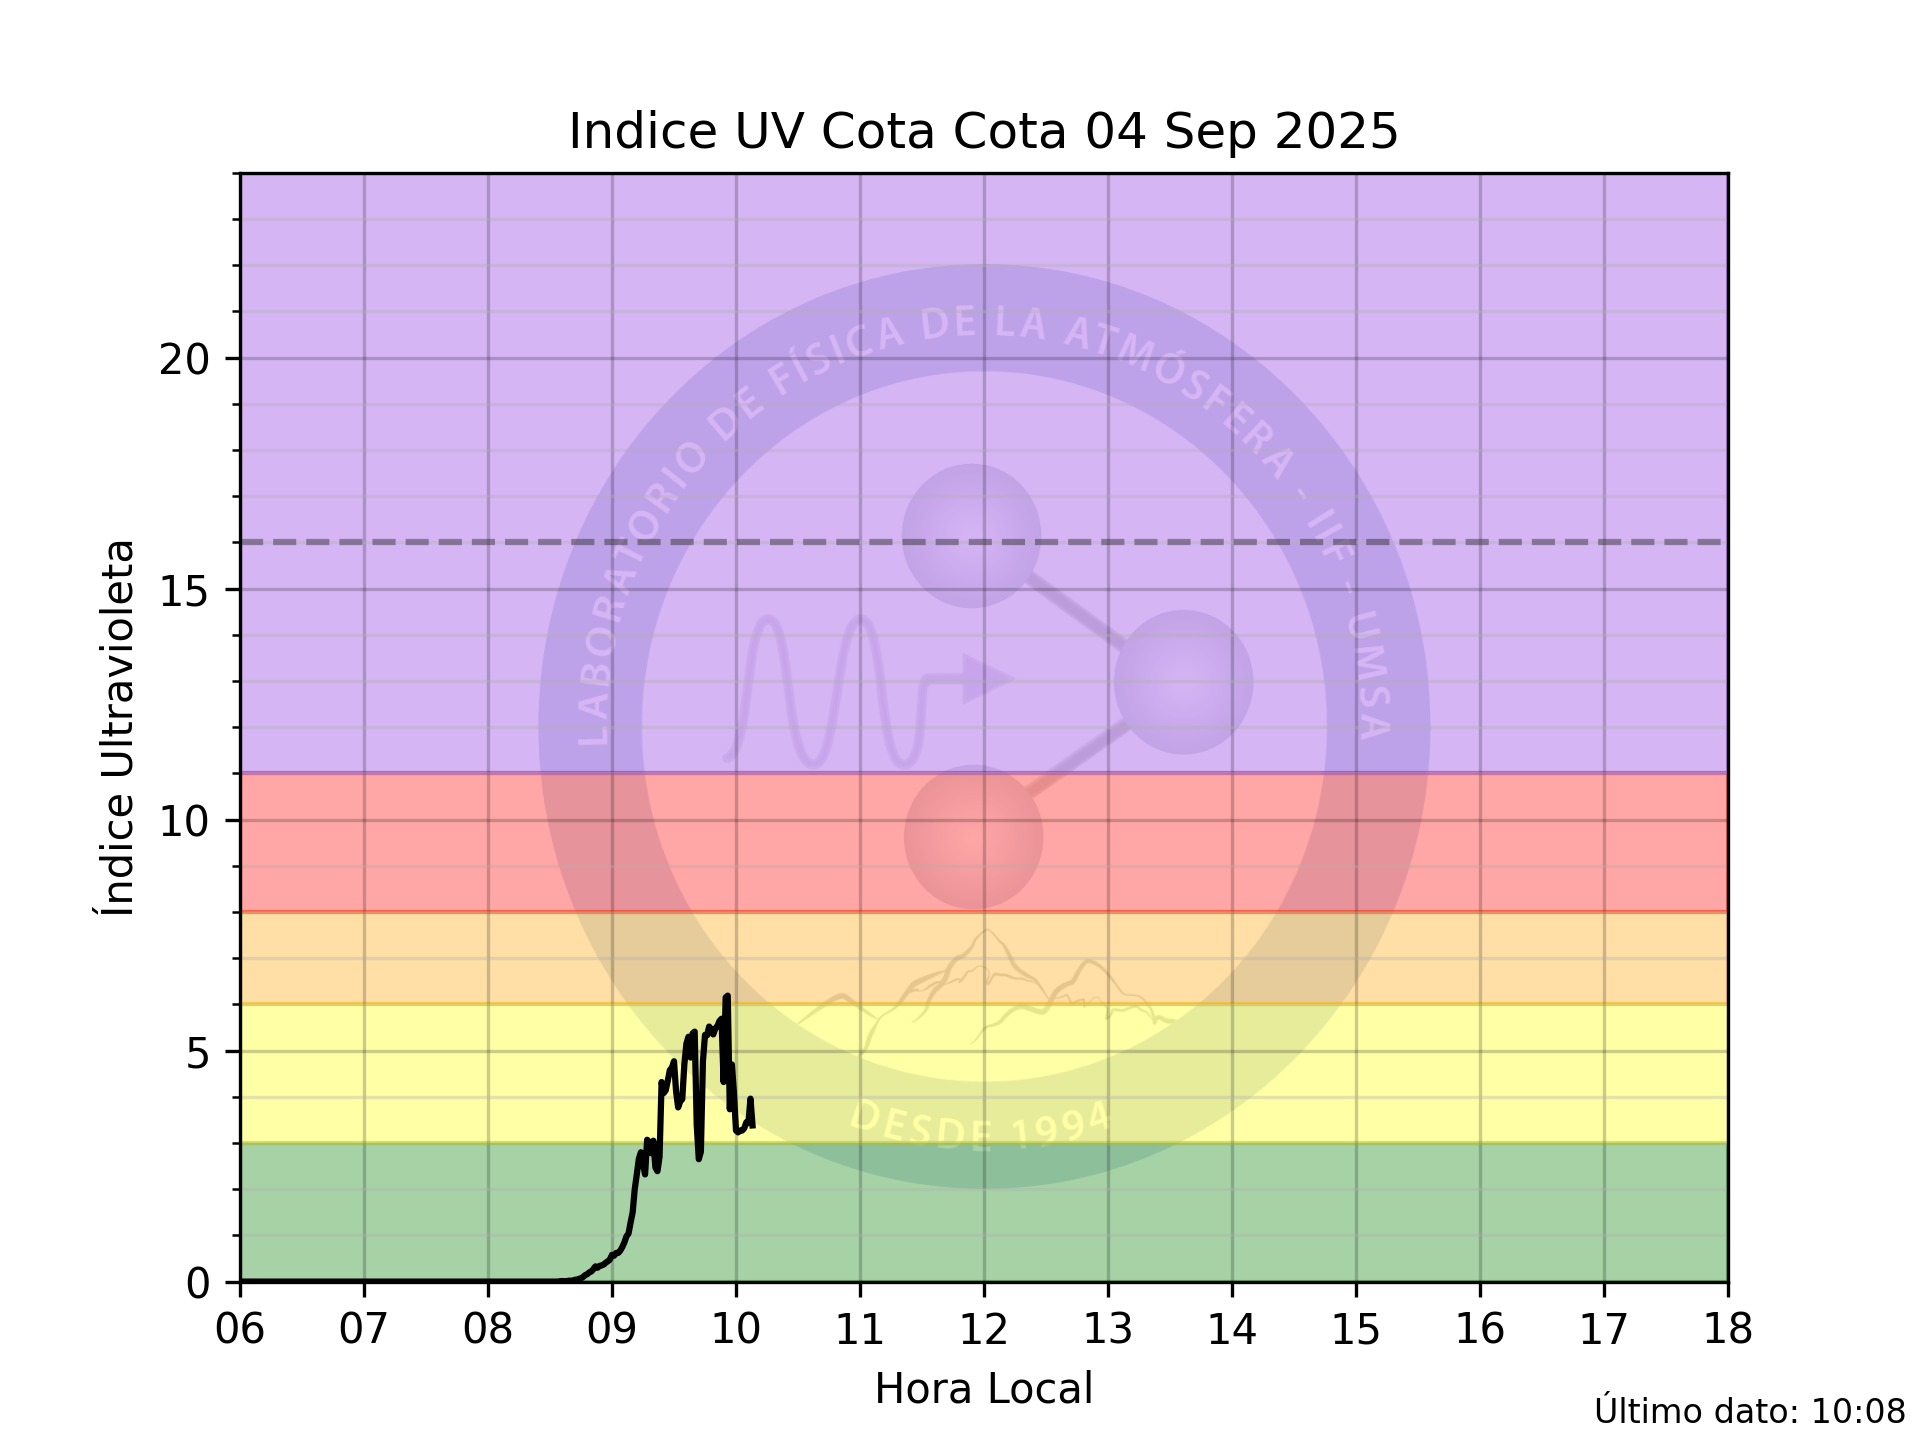 Indice UV Cota Cota 04 Sep 2025
Índice Ultravioleta
20
15
10
5
0
LABORATORIO DE FÍSICA DE LA ATMÓSFERA - IIF - UMSA
DESDE 1994
06 07 08 09 10 11 12 13 14 15 16 17 18
Hora Local
Último dato: 10:08